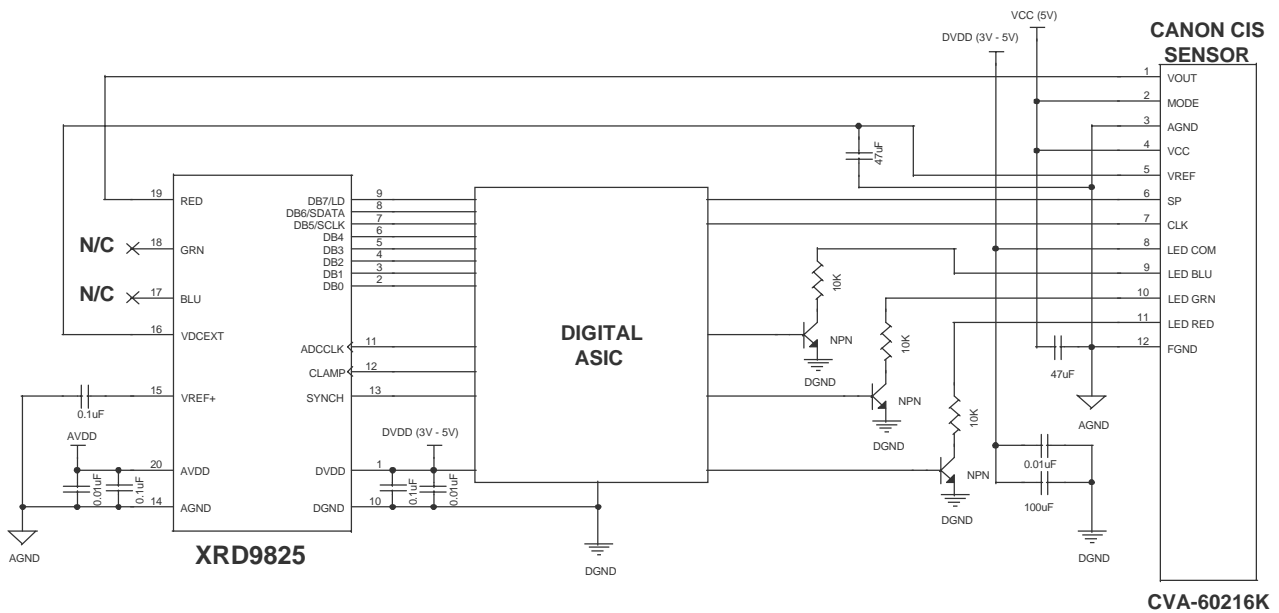 VCC (5V)
DVDD (3V - 5V)
CANON CIS
SENSOR
1 VOUT
2 MODE
3 AGND
4 VCC
5 VREF
6 SP
7 CLK
8 LED COM
9 LED BLU
10 LED GRN
11 LED RED
12 FGND
47uF
19 RED
N/C 18 GRN
N/C 17 BLU
16 VDCEXT
15 VREF+
0.1uF
AVDD
20 AVDD
0.01uF
0.1uF
14 AGND
AGND
DB7/LD 9
DB6/SDATA 8
DB5/SCLK 7
DB4 6
DB3 5
DB2 4
DB1 3
DB0 2
ADCCLK 11
CLAMP 12
SYNCH 13
DVDD (3V - 5V)
DVDD 1
0.1uF
0.01uF
DGND 10
XRD9825
DIGITAL
ASIC
DGND
10K
NPN
DGND
10K
NPN
DGND
10K
NPN
DGND
47uF
AGND
0.01uF
100uF
DGND
CVA-60216K